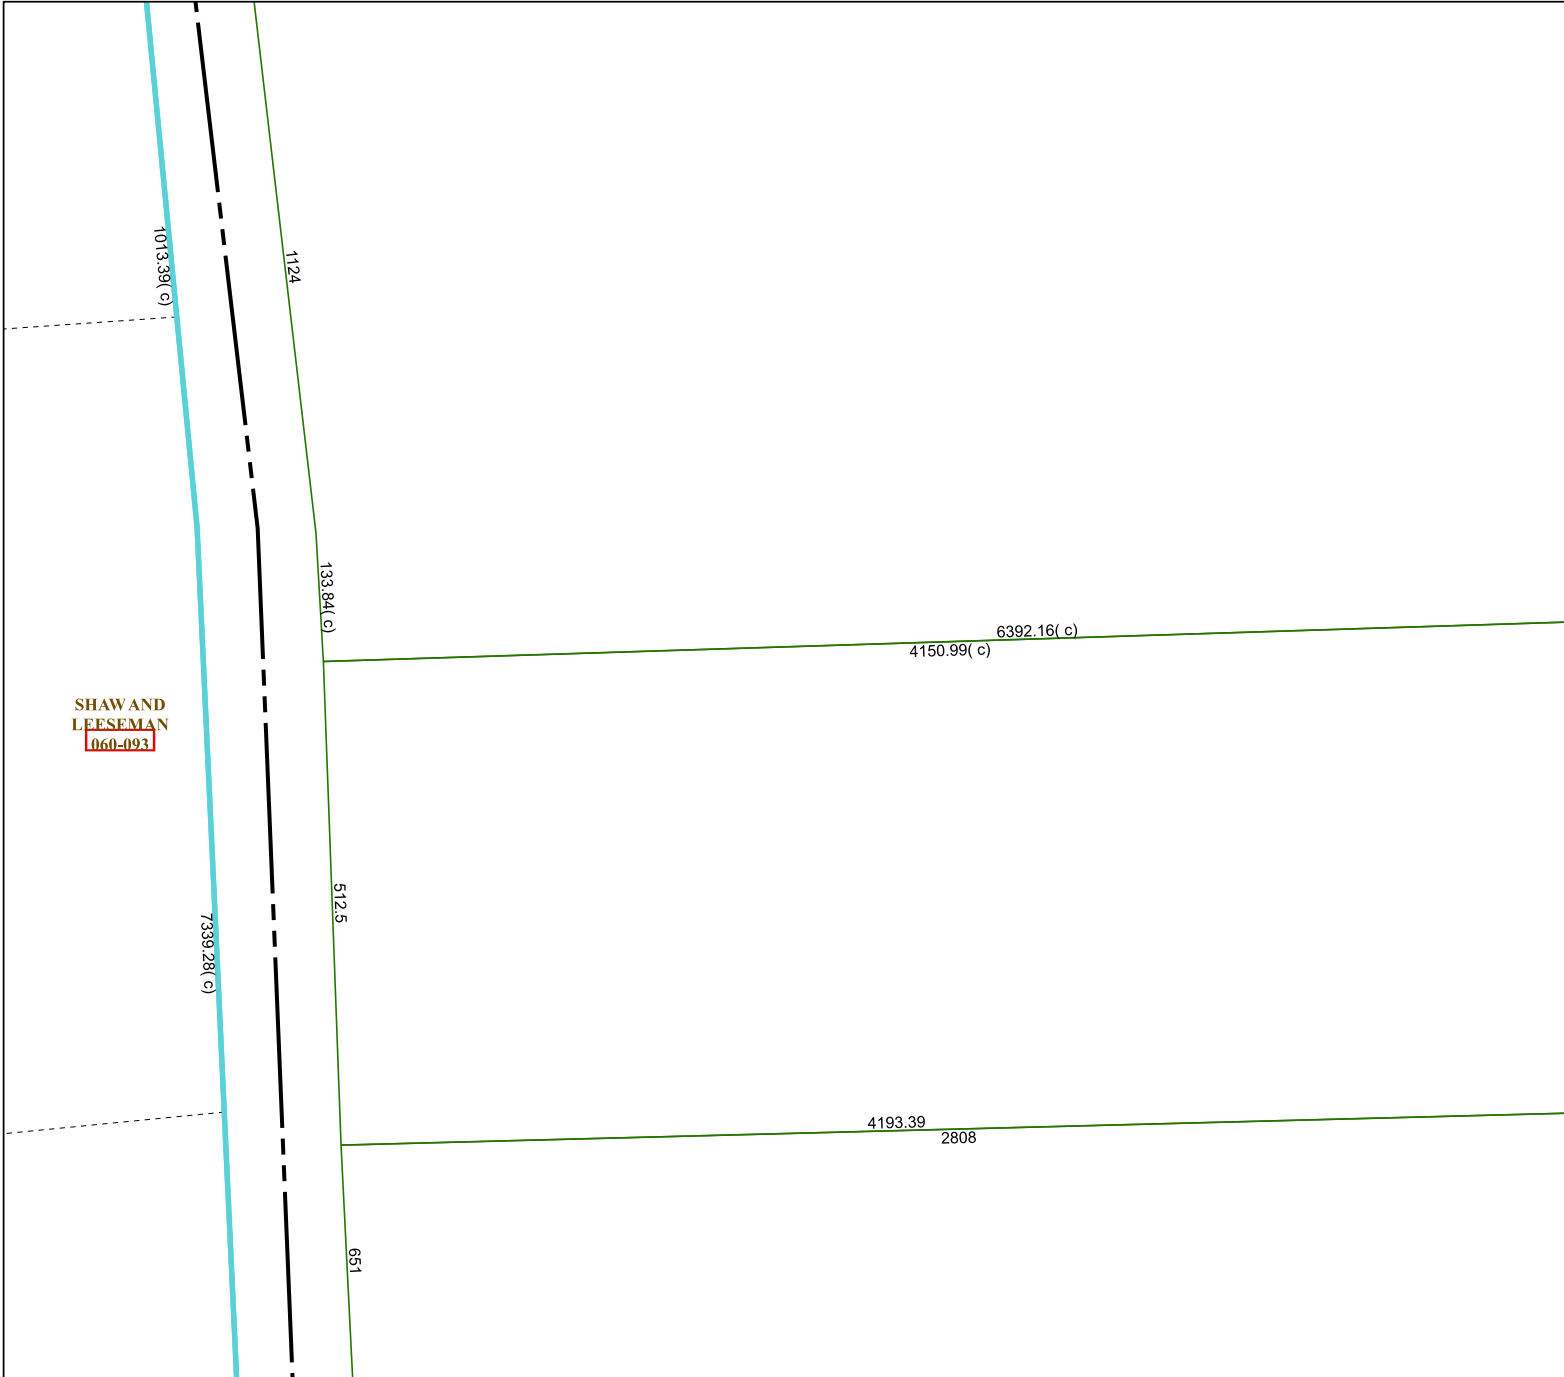 1013.39( c)
1124
133.84( c)
6392.16( c)
4150.99( c)
SHAW AND
LEESEMAN
060-093
512.5
7339.28( c)
4193.39
2808
651